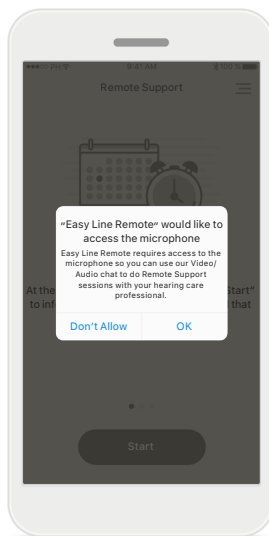 PH 9:41 AM 100 %
Remote Support
“Easy Line Remote” would like to
access the microphone
Easy Line Remote requires access to the
microphone so you can use our Video/
Audio chat to do Remote Support
sessions with your hearing care
professional.
At the Start”
to inf that
Don’t Allow OK
Start